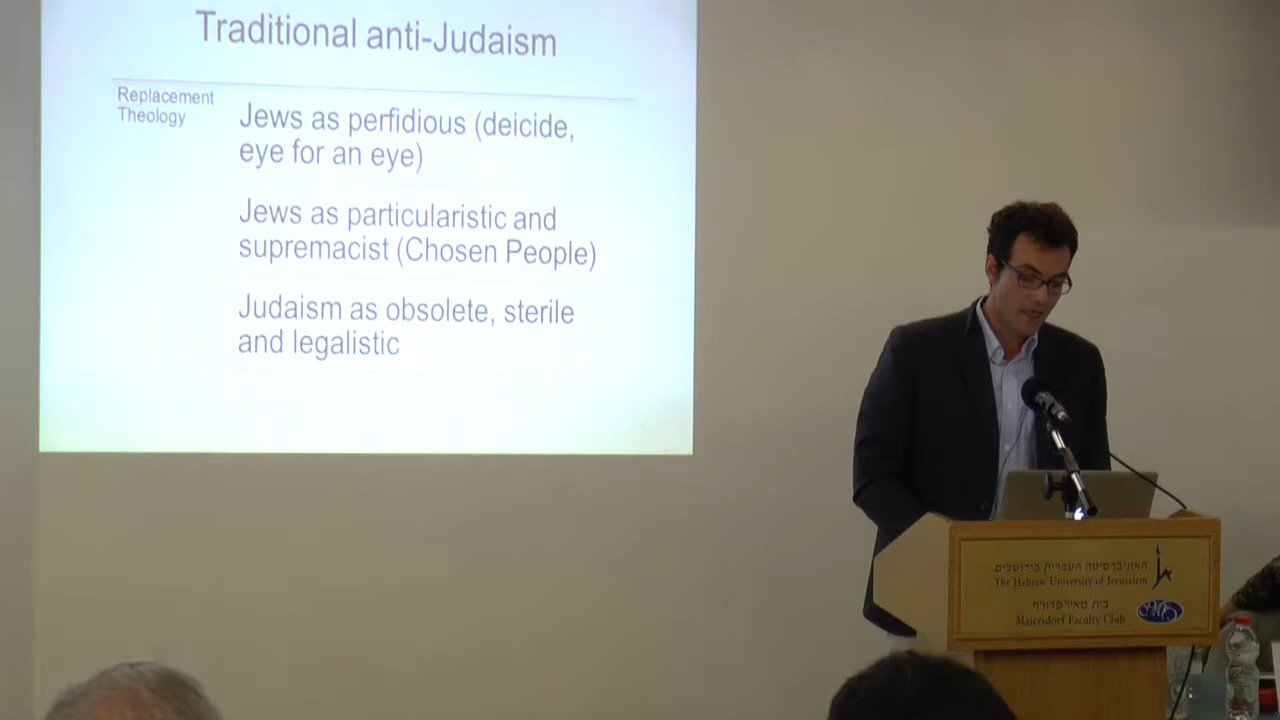 Traditional anti-Judaism
Replacement
Theology
Jews as perfidious (deicide,
eye for an eye)
Jews as particularistic and
supremacist (Chosen People)
Judaism as obsolete, sterile
and legalistic
האוניברסיטה העברית בירושלים
The Hebrew University of Jerusalem
בית מאירסדורף
Maiersdorf Faculty Club